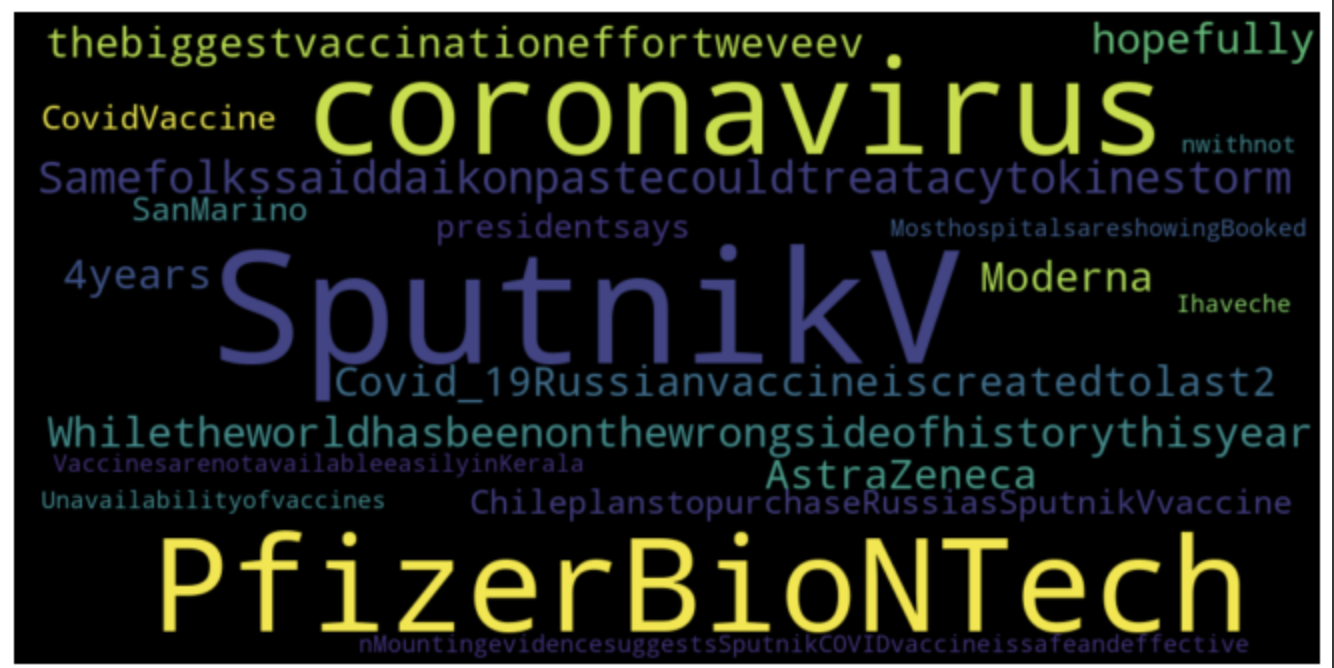 thebiggestvaccinationeffortweveev
hopefully
coronavirus
CovidVaccine
nwithnot
Samefolkssaiddaikonpastecouldtreatacytokinestorm
SanMarino
presidentsays
MosthospitalsareshowingBooked
4years
SputnikV
Moderna
Ihaveche
Covid_19Russianvaccineiscreatedtolast2
Whiletheworldhasbeenonthewrongsideofhistorythisyear
VaccinesarenotavailableeasilyinKerala
AstraZeneca
Unavailabilityofvaccines
ChileplanstopurchaseRussiasSputnikVvaccine
PfizerBioNTech
nMountingevidencesuggestsSputnikCOVIDvaccineissafeandeffective